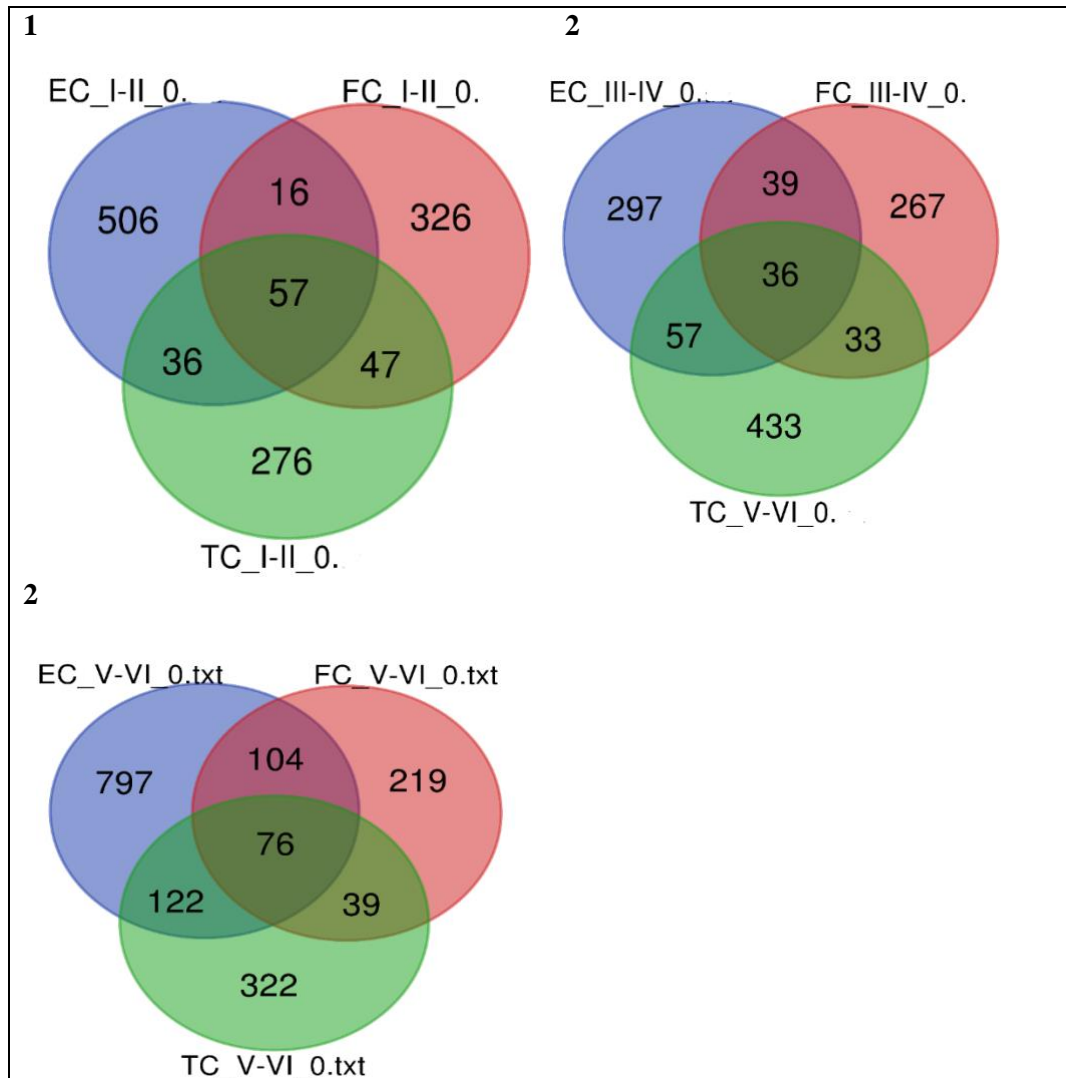 1
EC_I-II_0. FC_I-II_0.
506 16 326
57
36 47
276
TC_I-II_0.
2
EC_III-IV_0. FC_III-IV_0.
297 39 267
36
57 33
433
TC_V-VI_0.
2
EC_V-VI_0.txt FC_V-VI_0.txt
797 104 219
76
122 39
322
TC_V-VI_0.txt